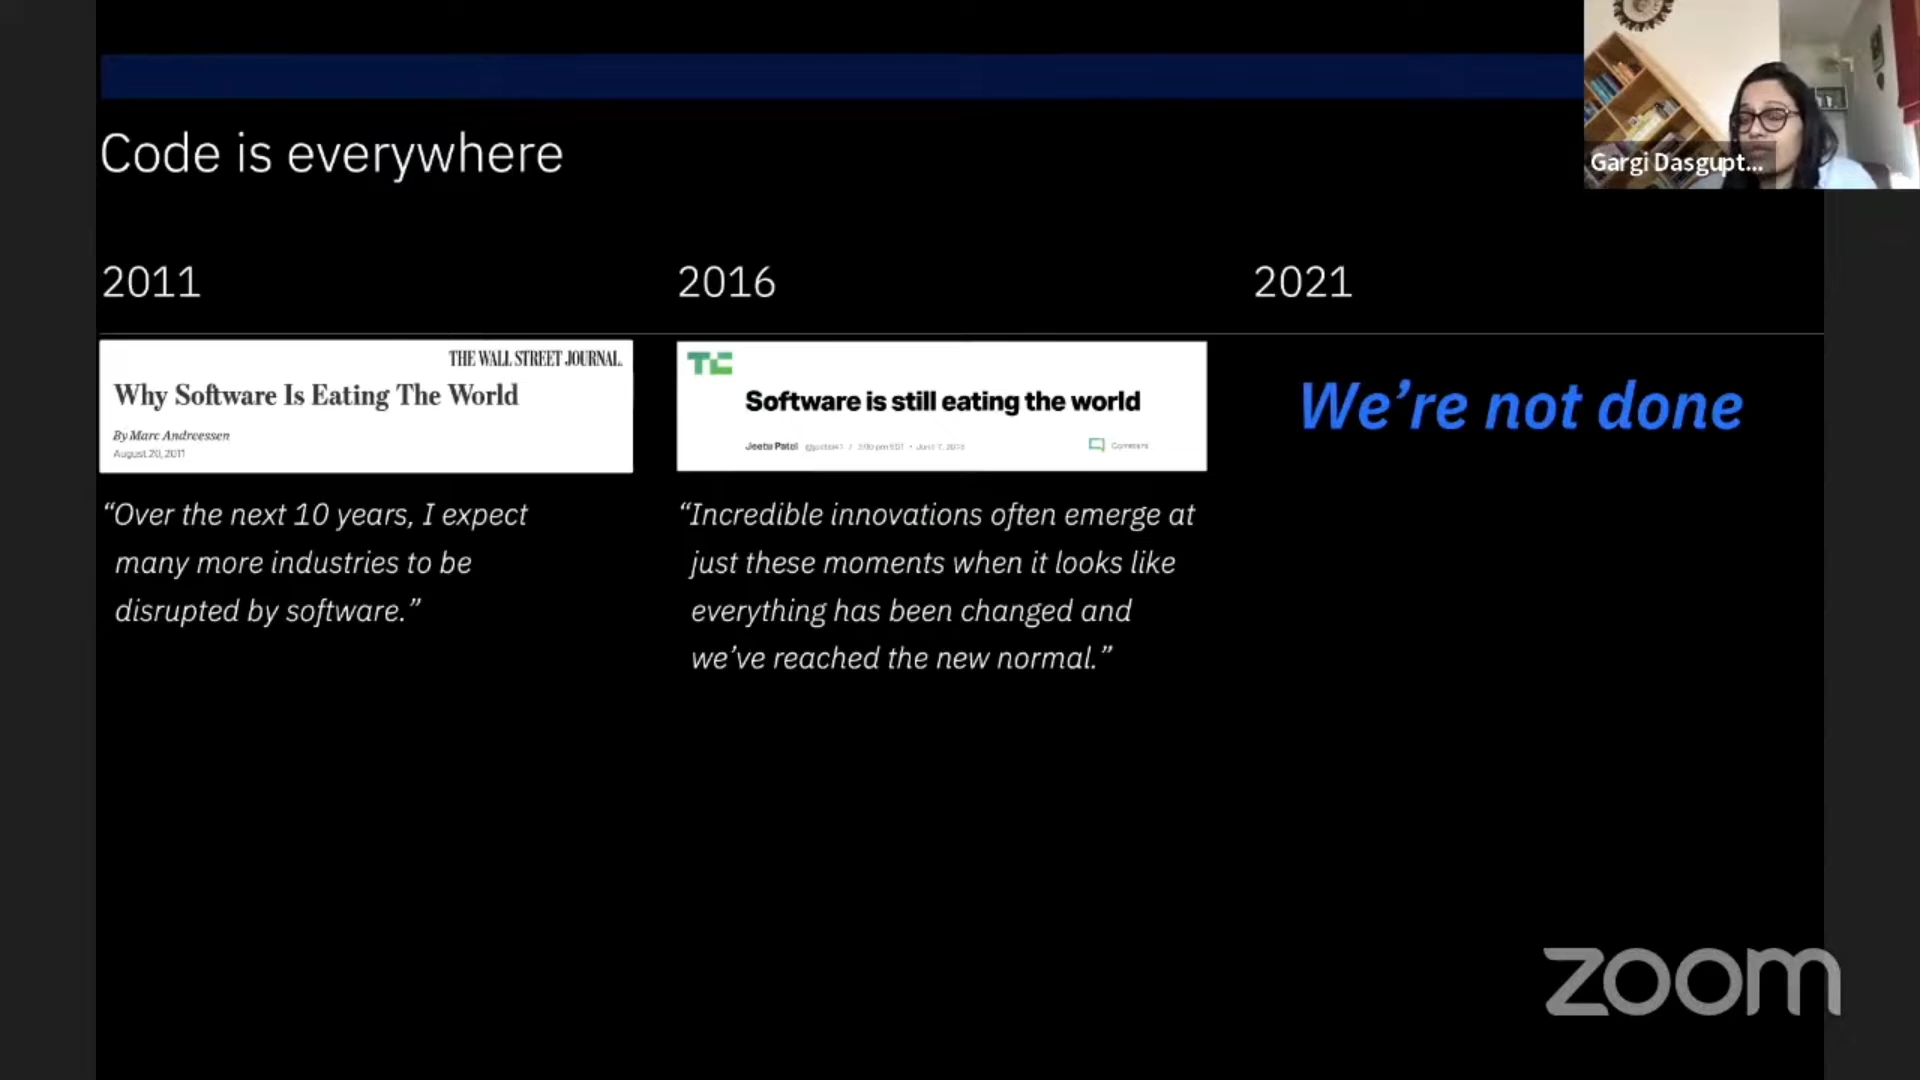 Code is everywhere
Gargi Dasgupt...
2011
2016
2021
THE WALL STREET JOURNAL.
Why Software Is Eating The World
By Marc Andreessen
August 20, 2011
TC
Software is still eating the world
Jeetu Patel
We’re not done
“Over the next 10 years, I expect
many more industries to be
disrupted by software.”
“Incredible innovations often emerge at
just these moments when it looks like
everything has been changed and
we’ve reached the new normal.”
zoom